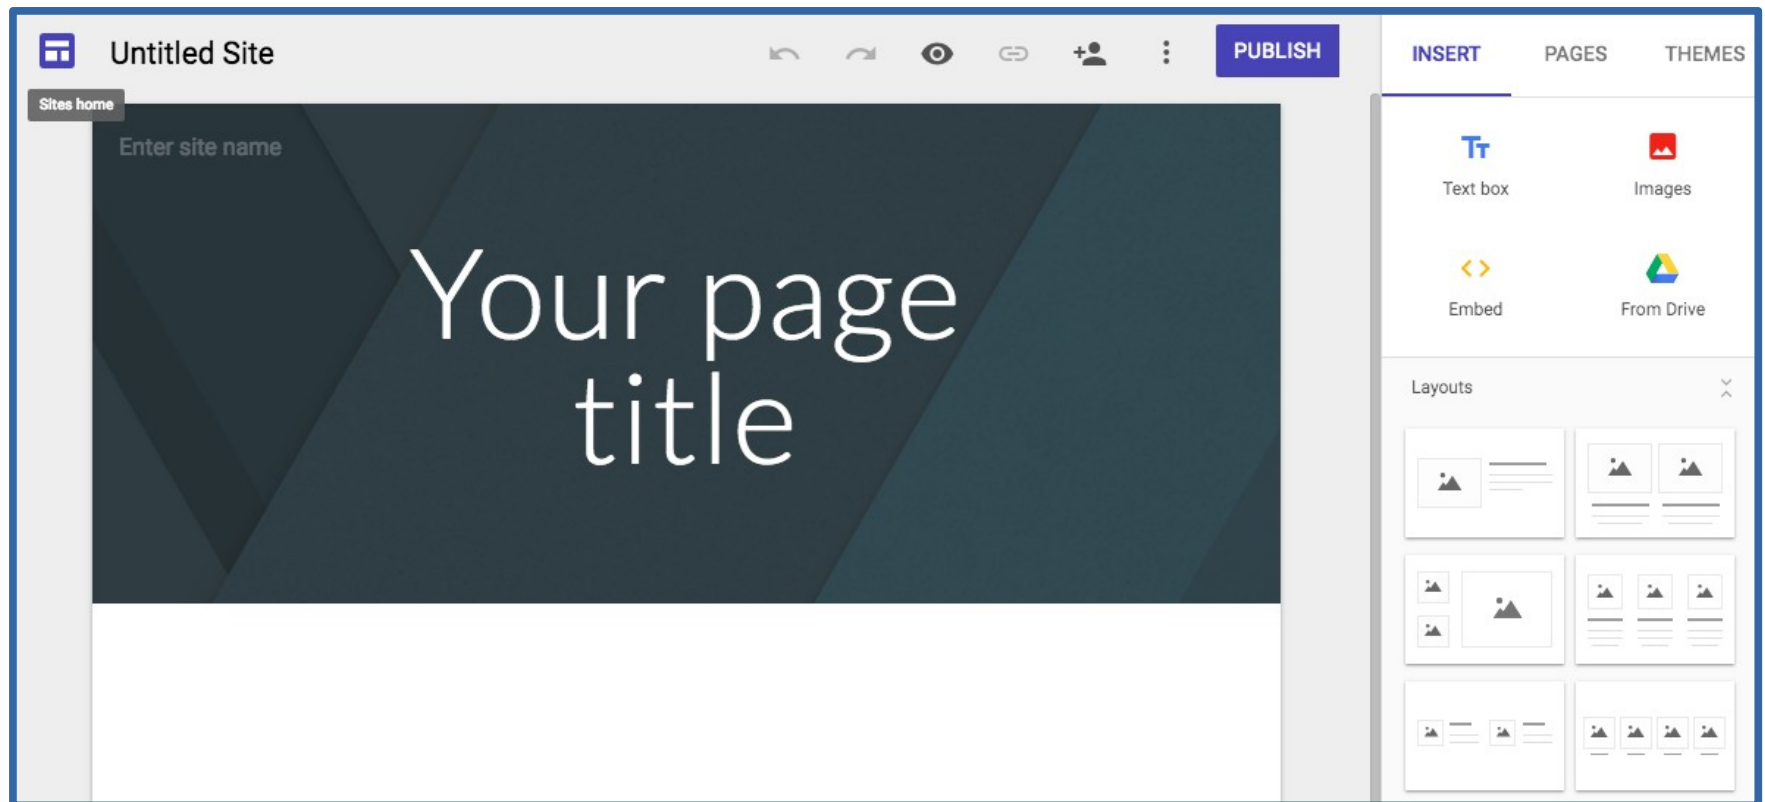 Untitled Site
PUBLISH
INSERT
PAGES
THEMES
Sites home
Enter site name
Your page
title
Text box
Images
Embed
From Drive
Layouts